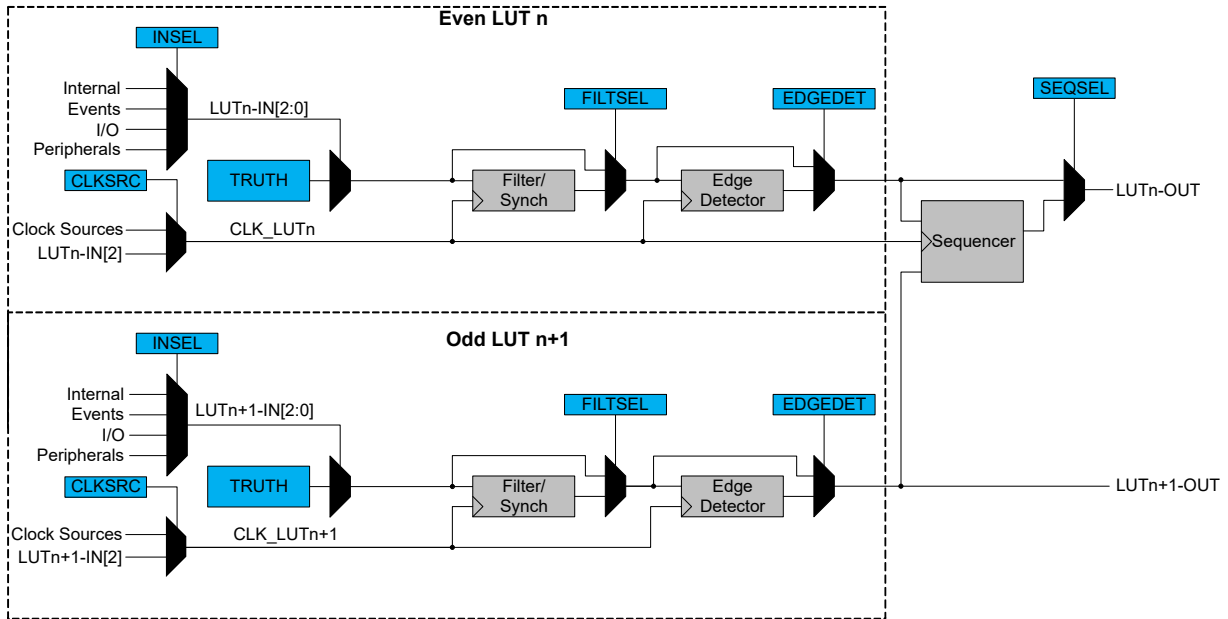 Even LUT n
INSEL
Internal
Events
I/O
Peripherals
LUTn-IN[2:0]
FILTSEL
EDGEDET
SEQSEL
CLKSRC
TRUTH
Filter/
Synch
Edge
Detector
LUTn-OUT
Clock Sources
LUTn-IN[2]
CLK_LUTn
Sequencer
Odd LUT n+1
INSEL
Internal
Events
I/O
Peripherals
LUTn+1-IN[2:0]
FILTSEL
EDGEDET
CLKSRC
TRUTH
Filter/
Synch
Edge
Detector
LUTn+1-OUT
Clock Sources
LUTn+1-IN[2]
CLK_LUTn+1